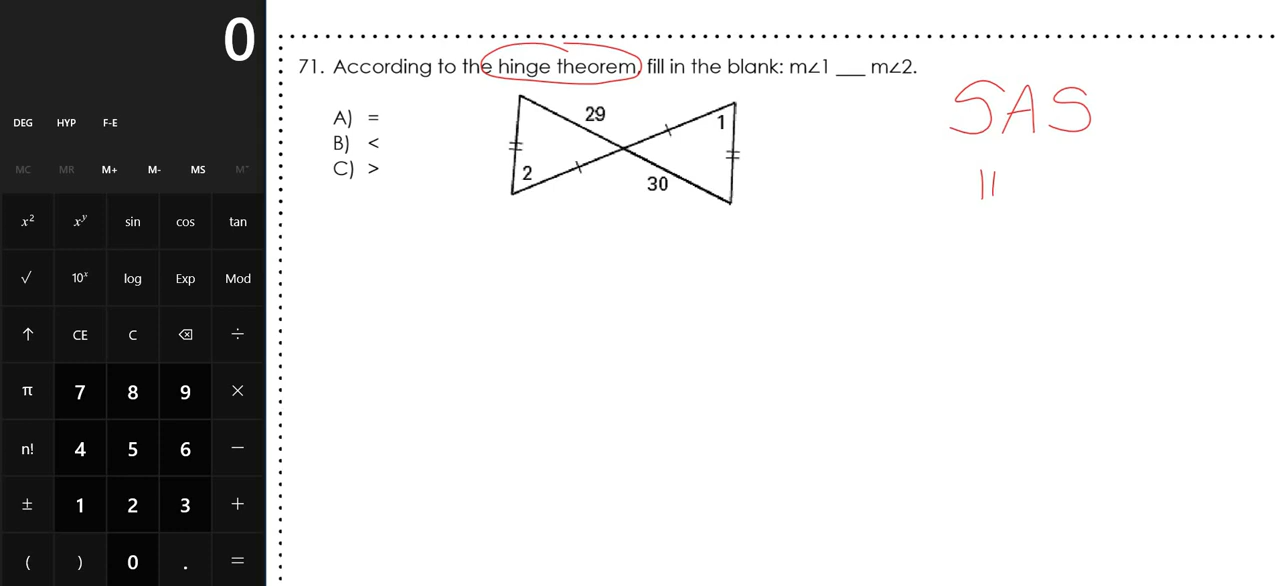 0
DEG HYP F-E
MC MR M+ M- MS M˜
x² xʸ sin cos tan
√ 10ˣ log Exp Mod
↑ CE C ⌫ ÷
π 7 8 9 ×
n! 4 5 6 −
± 1 2 3 +
( ) 0 . =
71. According to the hinge theorem, fill in the blank: m∠1 ___ m∠2.
A) =
B) <
C) >
29
1
2
30
SAS
||